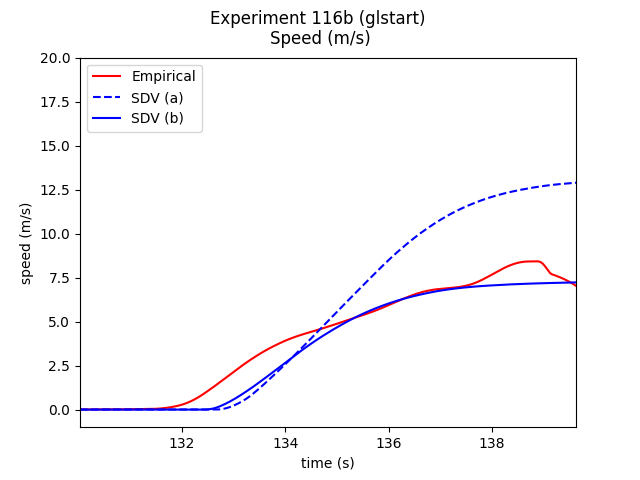 Experiment 116b (glstart)
Speed (m/s)
20.0
17.5
15.0
12.5
10.0
7.5
5.0
2.5
0.0
speed (m/s)
Empirical
SDV (a)
SDV (b)
132
134
136
138
time (s)